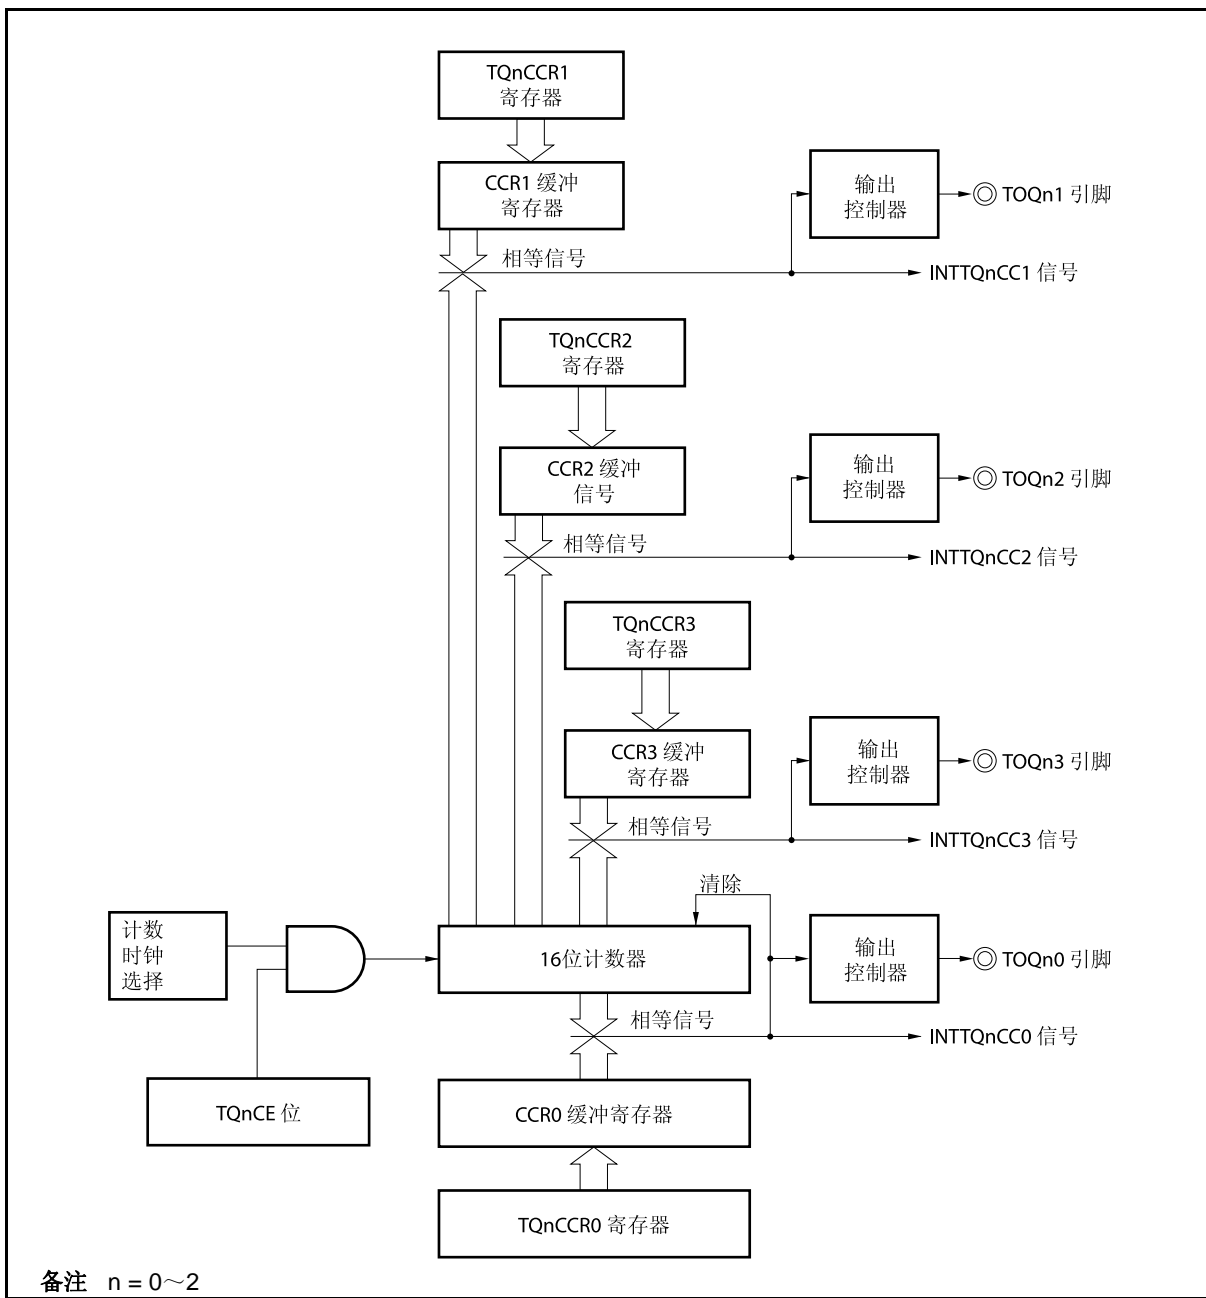 TQnCCR1
寄存器
CCR1 缓冲
寄存器
输出
控制器
TOQn1 引脚
相等信号
INTTQnCC1 信号
TQnCCR2
寄存器
CCR2 缓冲
信号
输出
控制器
TOQn2 引脚
相等信号
INTTQnCC2 信号
TQnCCR3
寄存器
CCR3 缓冲
寄存器
输出
控制器
TOQn3 引脚
相等信号
INTTQnCC3 信号
清除
计数
时钟
选择
16位计数器
输出
控制器
TOQn0 引脚
相等信号
INTTQnCC0 信号
TQnCE 位
CCR0 缓冲寄存器
TQnCCR0 寄存器
备注 n = 0～2